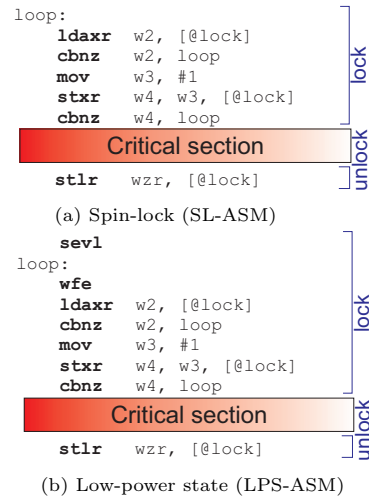 loop:
ldaxr w2, [@lock]
cbnz w2, loop
mov w3, #1
stxr w4, w3, [@lock]
cbnz w4, loop
lock
Critical section
stlr wzr, [@lock]
unlock
(a) Spin-lock (SL-ASM)
sevl
loop:
wfe
ldaxr w2, [@lock]
cbnz w2, loop
mov w3, #1
stxr w4, w3, [@lock]
cbnz w4, loop
lock
Critical section
stlr wzr, [@lock]
unlock
(b) Low-power state (LPS-ASM)